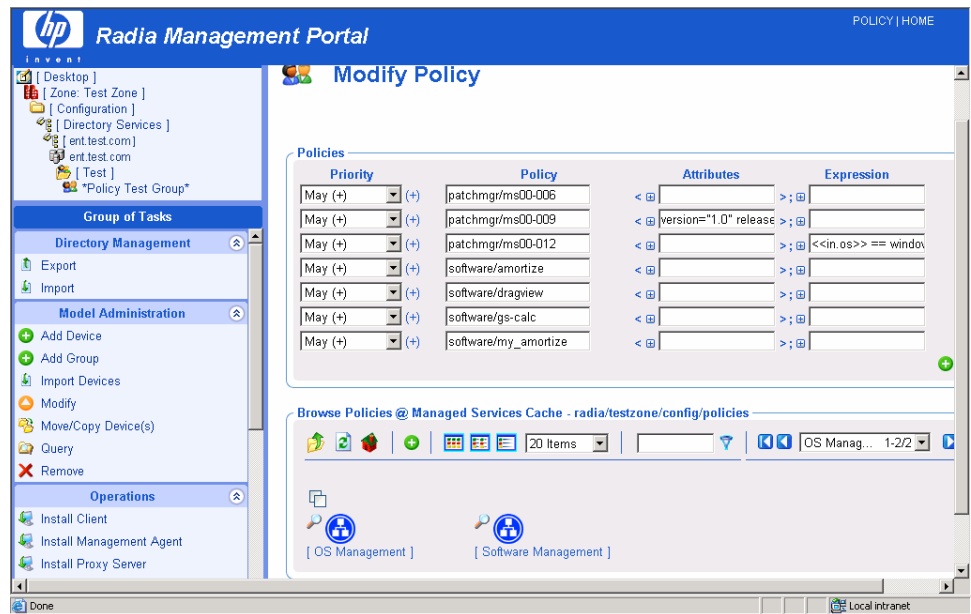 POLICY | HOME
hp
invent
Radia Management Portal
[ Desktop ]
[ Zone: Test Zone ]
[ Configuration ]
[ Directory Services ]
[ ent.test.com]
ent.test.com
[ Test ]
*Policy Test Group*
Group of Tasks
Directory Management
Export
Import
Model Administration
Add Device
Add Group
Import Devices
Modify
Move/Copy Device(s)
Query
Remove
Operations
Install Client
Install Management Agent
Install Proxy Server
Modify Policy
Policies
Priority Policy Attributes Expression
May (+) (+) patchmgr/ms00-006 < > ;
May (+) (+) patchmgr/ms00-009 < version="1.0" release > ;
May (+) (+) patchmgr/ms00-012 < > ; <<in.os>> == window
May (+) (+) software/amortize < > ;
May (+) (+) software/dragview < > ;
May (+) (+) software/gs-calc < > ;
May (+) (+) software/my_amortize < > ;
Browse Policies @ Managed Services Cache - radia/testzone/config/policies
20 Items OS Manag... 1-2/2
[ OS Management ] [ Software Management ]
Done Local intranet